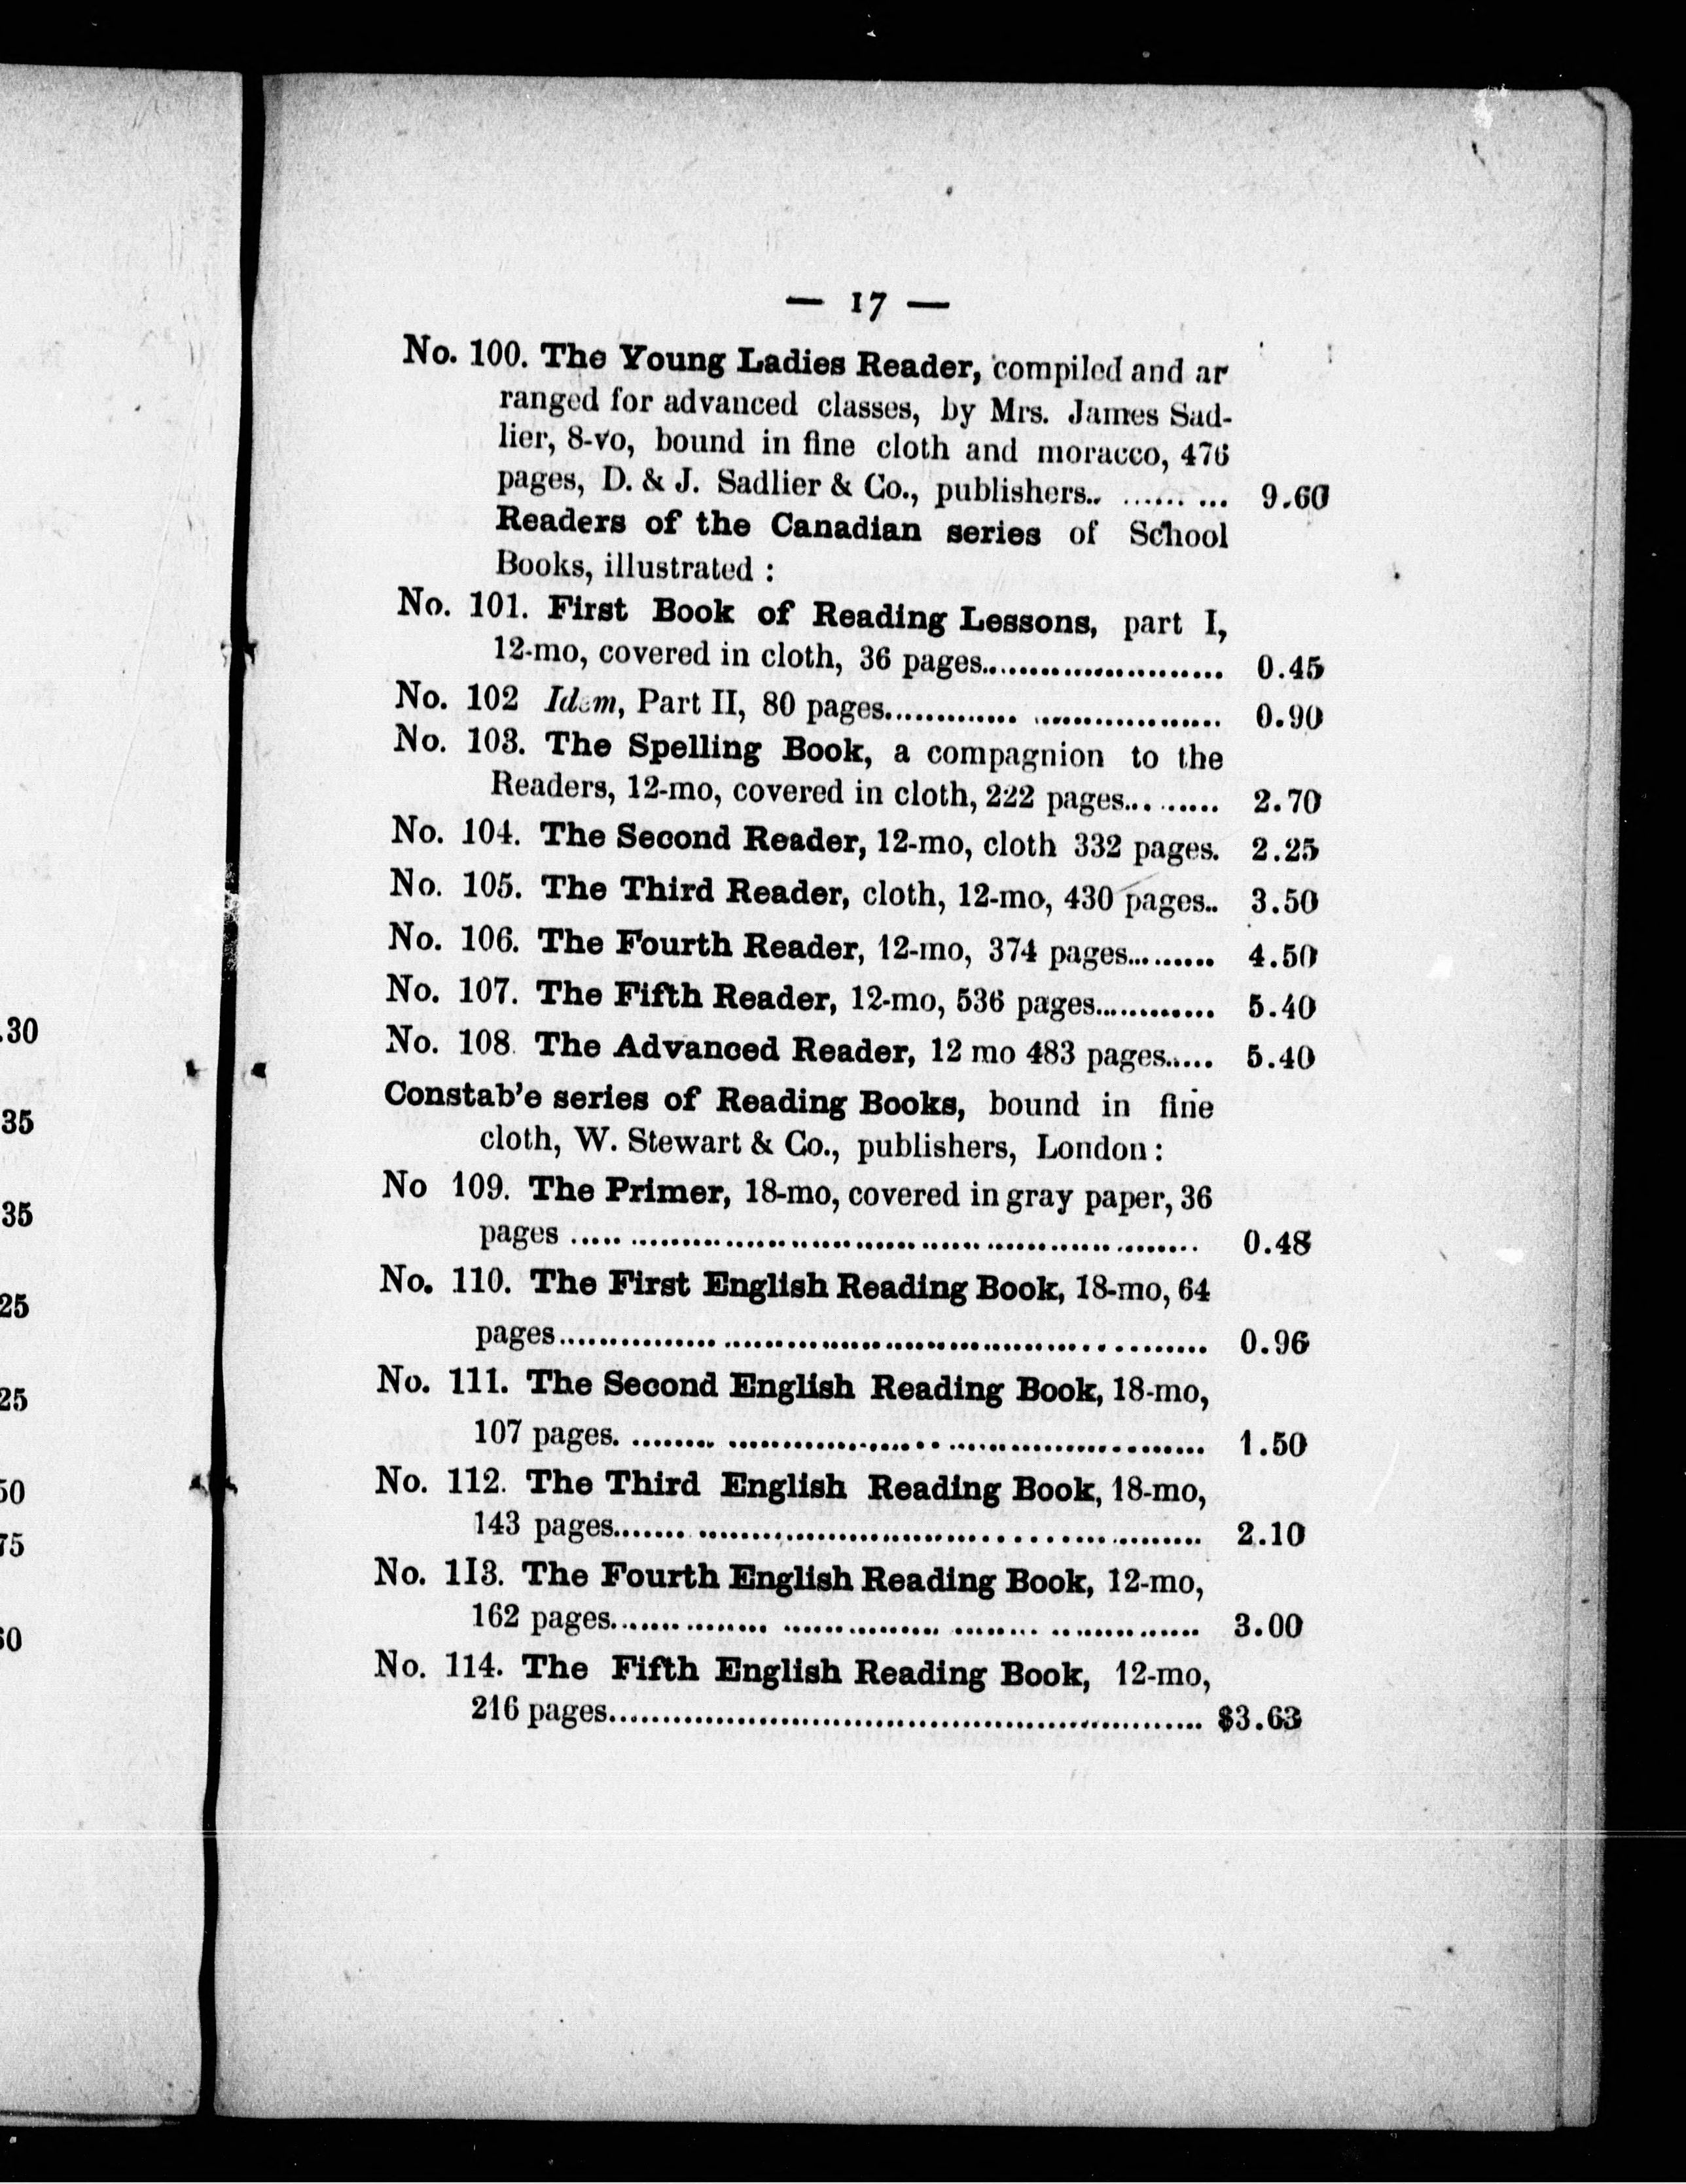 — 17 —
No. 100. The Young Ladies Reader, compiled and ar
ranged for advanced classes, by Mrs. James Sad-
lier, 8-vo, bound in fine cloth and moracco, 476
pages, D. & J. Sadlier & Co., publishers.. ...... ... 9.60
Readers of the Canadian series of School
Books, illustrated :
No. 101. First Book of Reading Lessons, part I,
12-mo, covered in cloth, 36 pages........................ 0.45
No. 102 Idem, Part II, 80 pages............. .................. 0.90
No. 103. The Spelling Book, a compagnion to the
Readers, 12-mo, covered in cloth, 222 pages... ...... 2.70
No. 104. The Second Reader, 12-mo, cloth 332 pages. 2.25
No. 105. The Third Reader, cloth, 12-mo, 430 pages.. 3.50
No. 106. The Fourth Reader, 12-mo, 374 pages......... 4.50
No. 107. The Fifth Reader, 12-mo, 536 pages............ 5.40
No. 108. The Advanced Reader, 12 mo 483 pages..... 5.40
Constab'e series of Reading Books, bound in fine
cloth, W. Stewart & Co., publishers, London :
No 109. The Primer, 18-mo, covered in gray paper, 36
pages ..... ...................................................... 0.48
No. 110. The First English Reading Book, 18-mo, 64
pages............... .............................................. 0.96
No. 111. The Second English Reading Book, 18-mo,
107 pages. ........ .................... ........................ 1.50
No. 112. The Third English Reading Book, 18-mo,
143 pages....... ................................................ 2.10
No. 113. The Fourth English Reading Book, 12-mo,
162 pages............... ............... ........ .............. 3.00
No. 114. The Fifth English Reading Book, 12-mo,
216 pages......................................................... $3.63
.30
35
35
25
25
50
75
60